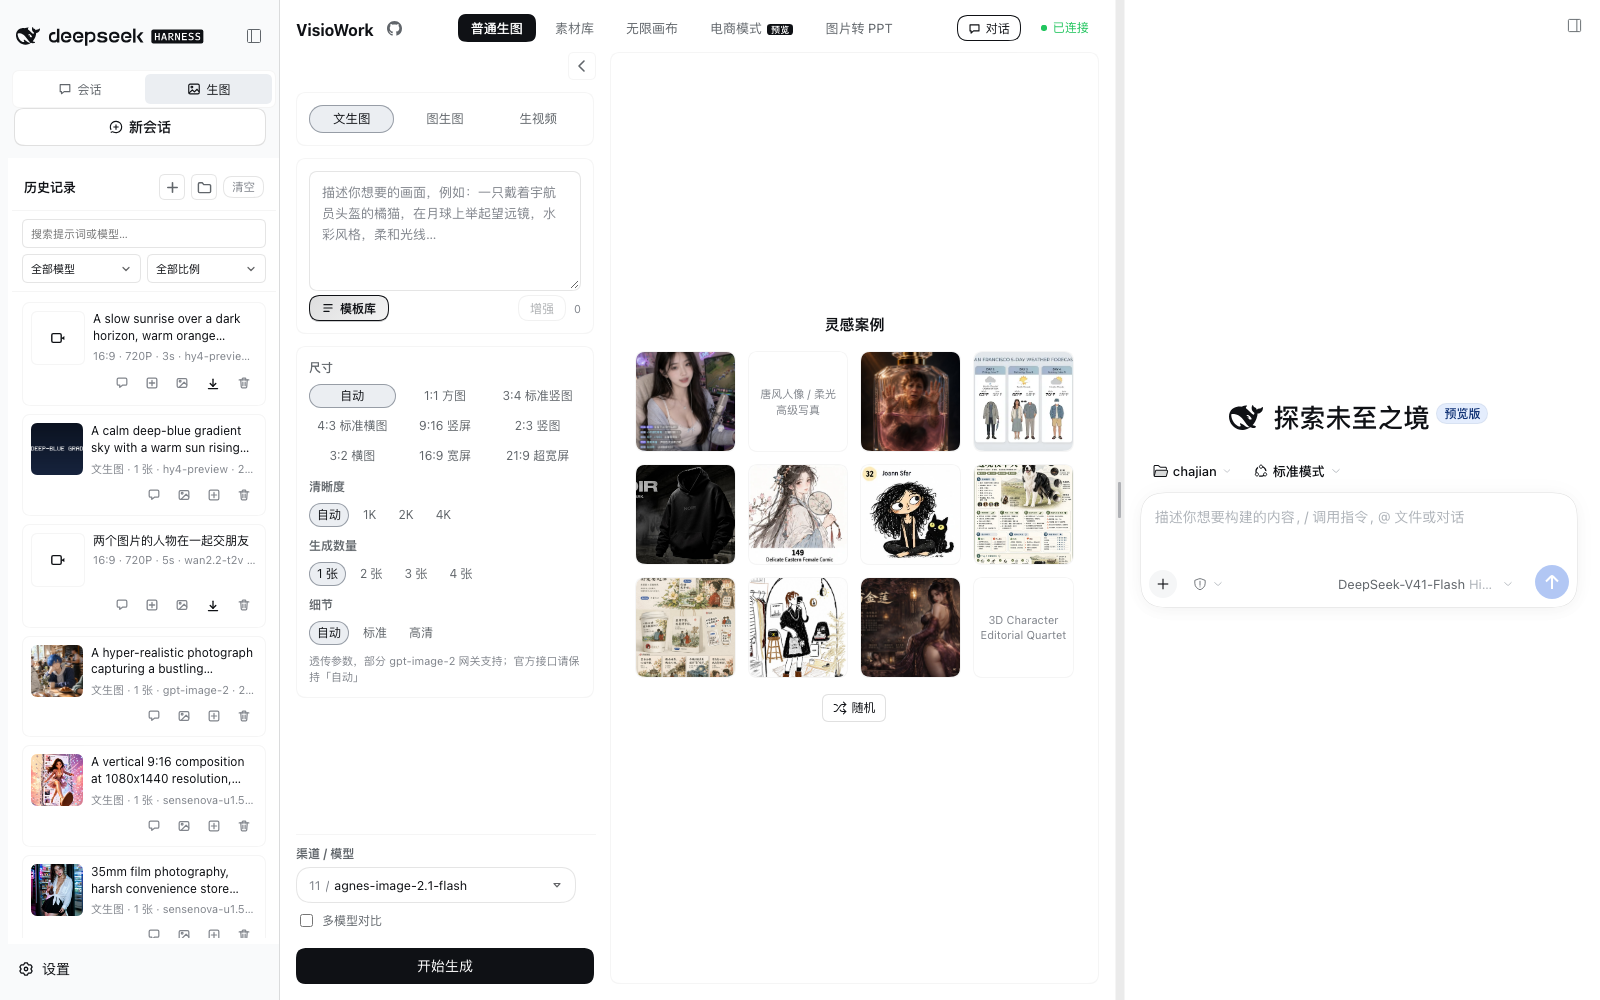 deepseek HARNESS
会话
生图
新会话
历史记录
清空
搜索提示词或模型...
全部模型
全部比例
A slow sunrise over a dark
horizon, warm orange...
16:9 · 720P · 3s · hy4-previe...
A calm deep-blue gradient
sky with a warm sun rising...
文生图 · 1 张 · hy4-preview · 2...
DEEP-BLUE GRAD
两个图片的人物在一起交朋友
16:9 · 720P · 5s · wan2.2-t2v ...
A hyper-realistic photograph
capturing a bustling...
文生图 · 1 张 · gpt-image-2 · 2...
A vertical 9:16 composition
at 1080x1440 resolution,...
文生图 · 1 张 · sensenova-u1.5...
35mm film photography,
harsh convenience store...
文生图 · 1 张 · sensenova-u1.5...
设置
VisioWork
普通生图
素材库
无限画布
电商模式 预览
图片转 PPT
对话
已连接
文生图
图生图
生视频
描述你想要的画面，例如：一只戴着宇航
员头盔的橘猫，在月球上举起望远镜，水
彩风格，柔和光线...
模板库
增强
0
尺寸
自动
1:1 方图
3:4 标准竖图
4:3 标准横图
9:16 竖屏
2:3 竖图
3:2 横图
16:9 宽屏
21:9 超宽屏
清晰度
自动
1K
2K
4K
生成数量
1 张
2 张
3 张
4 张
细节
自动
标准
高清
透传参数，部分 gpt-image-2 网关支持；官方接口请保
持「自动」
渠道 / 模型
11 / agnes-image-2.1-flash
多模型对比
开始生成
灵感案例
唐风人像 / 柔光
高级写真
32 Joann Sfar
149
Delicate Eastern Female Comic
3D Character
Editorial Quartet
随机
探索未至之境
预览版
chajian
标准模式
描述你想要构建的内容, / 调用指令, @ 文件或对话
DeepSeek-V41-Flash Hi...